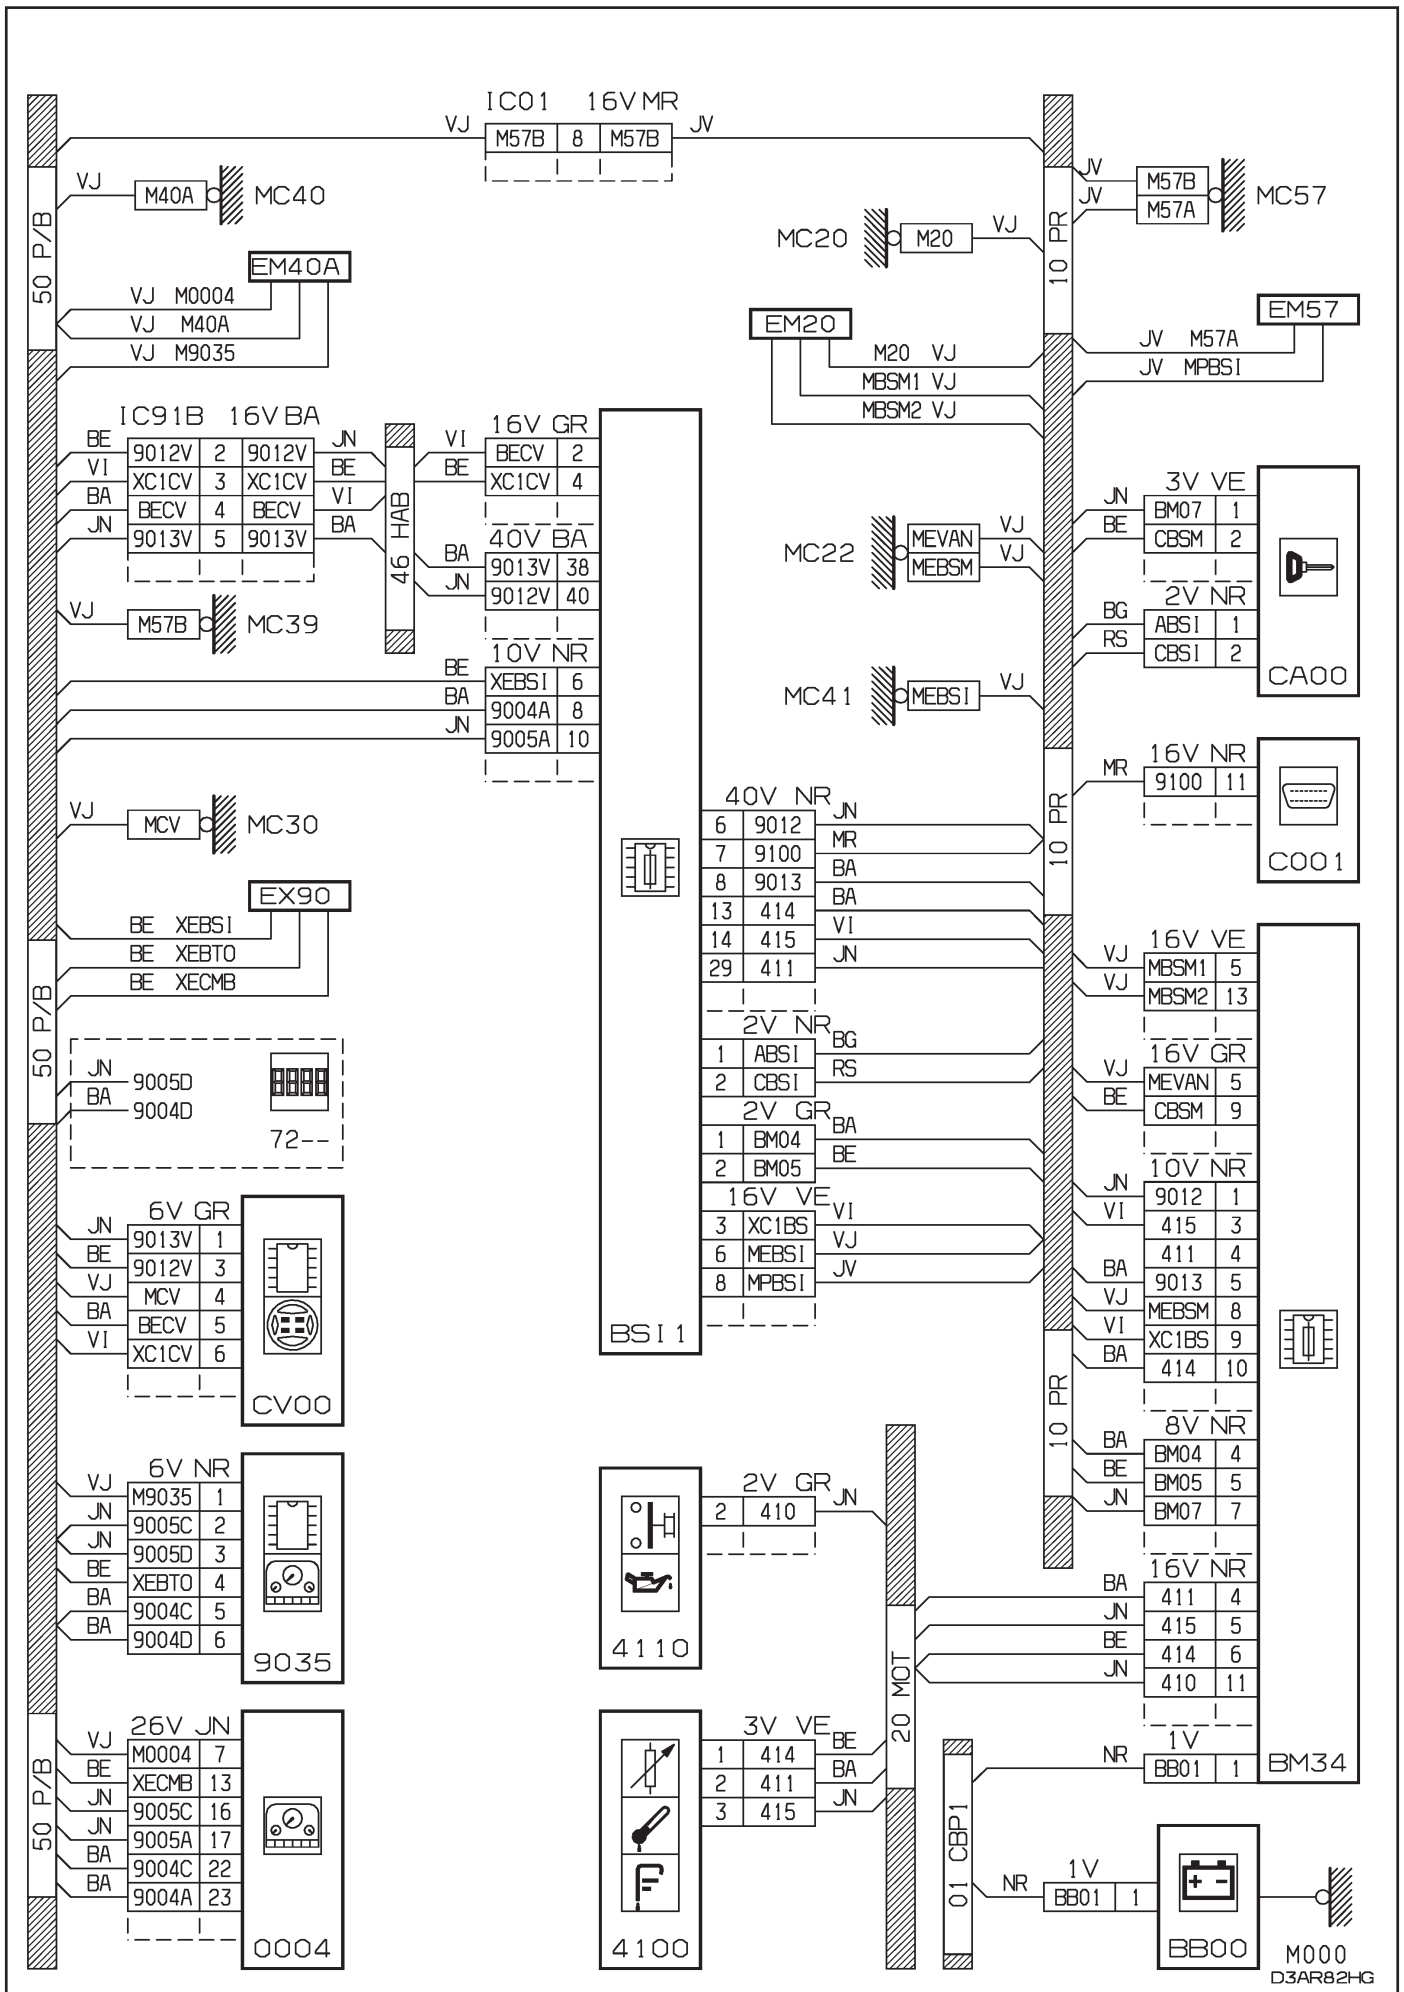 IC01 16V MR
VJ M57B 8 M57B JV
VJ M40A MC40
JV M57B MC57
JV M57A
MC20 M20 VJ
50 P/B
10 PR
EM40A
VJ M0004
VJ M40A
VJ M9035
EM20
M20 VJ
MBSM1 VJ
MBSM2 VJ
EM57
JV M57A
JV MPBSI
IC91B 16V BA
BE 9012V 2 9012V JN
VI XC1CV 3 XC1CV BE
BA BECV 4 BECV VI
JN 9013V 5 9013V BA
46 HAB
16V GR
VI BECV 2
BE XC1CV 4
40V BA
BA 9013V 38
JN 9012V 40
10V NR
BE XEBSI 6
BA 9004A 8
JN 9005A 10
VJ M57B MC39
VJ MCV MC30
MC22 MEVAN VJ
MEBSM VJ
MC41 MEBSI VJ
3V VE
JN BM07 1
BE CBSM 2
2V NR
BG ABSI 1
RS CBSI 2
CA00
16V NR
MR 9100 11
C001
10 PR
EX90
BE XEBSI
BE XEBTO
BE XECMB
50 P/B
JN 9005D
BA 9004D
72--
40V NR
6 9012 JN
7 9100 MR
8 9013 BA
13 414 BA
14 415 VI
29 411 JN
2V NR
1 ABSI BG
2 CBSI RS
2V GR
1 BM04 BA
2 BM05 BE
16V VE
3 XC1BS VI
6 MEBSI VJ
8 MPBSI JV
BSI1
16V VE
VJ MBSM1 5
VJ MBSM2 13
16V GR
VJ MEVAN 5
BE CBSM 9
10V NR
JN 9012 1
VI 415 3
411 4
BA 9013 5
VJ MEBSM 8
VI XC1BS 9
BA 414 10
8V NR
BA BM04 4
BE BM05 5
JN BM07 7
16V NR
BA 411 4
JN 415 5
BE 414 6
JN 410 11
1V
NR BB01 1
BM34
10 PR
6V GR
JN 9013V 1
BE 9012V 3
VJ MCV 4
BA BECV 5
VI XC1CV 6
CV00
6V NR
VJ M9035 1
JN 9005C 2
JN 9005D 3
BE XEBTO 4
BA 9004C 5
BA 9004D 6
9035
50 P/B
26V JN
VJ M0004 7
BE XECMB 13
JN 9005C 16
JN 9005A 17
BA 9004C 22
BA 9004A 23
0004
2V GR
2 410 JN
4110
3V VE
1 414 BE
2 411 BA
3 415 JN
4100
20 MOT
01 CBP1
1V
NR BB01 1
+ -
BB00
M000
D3AR82HG